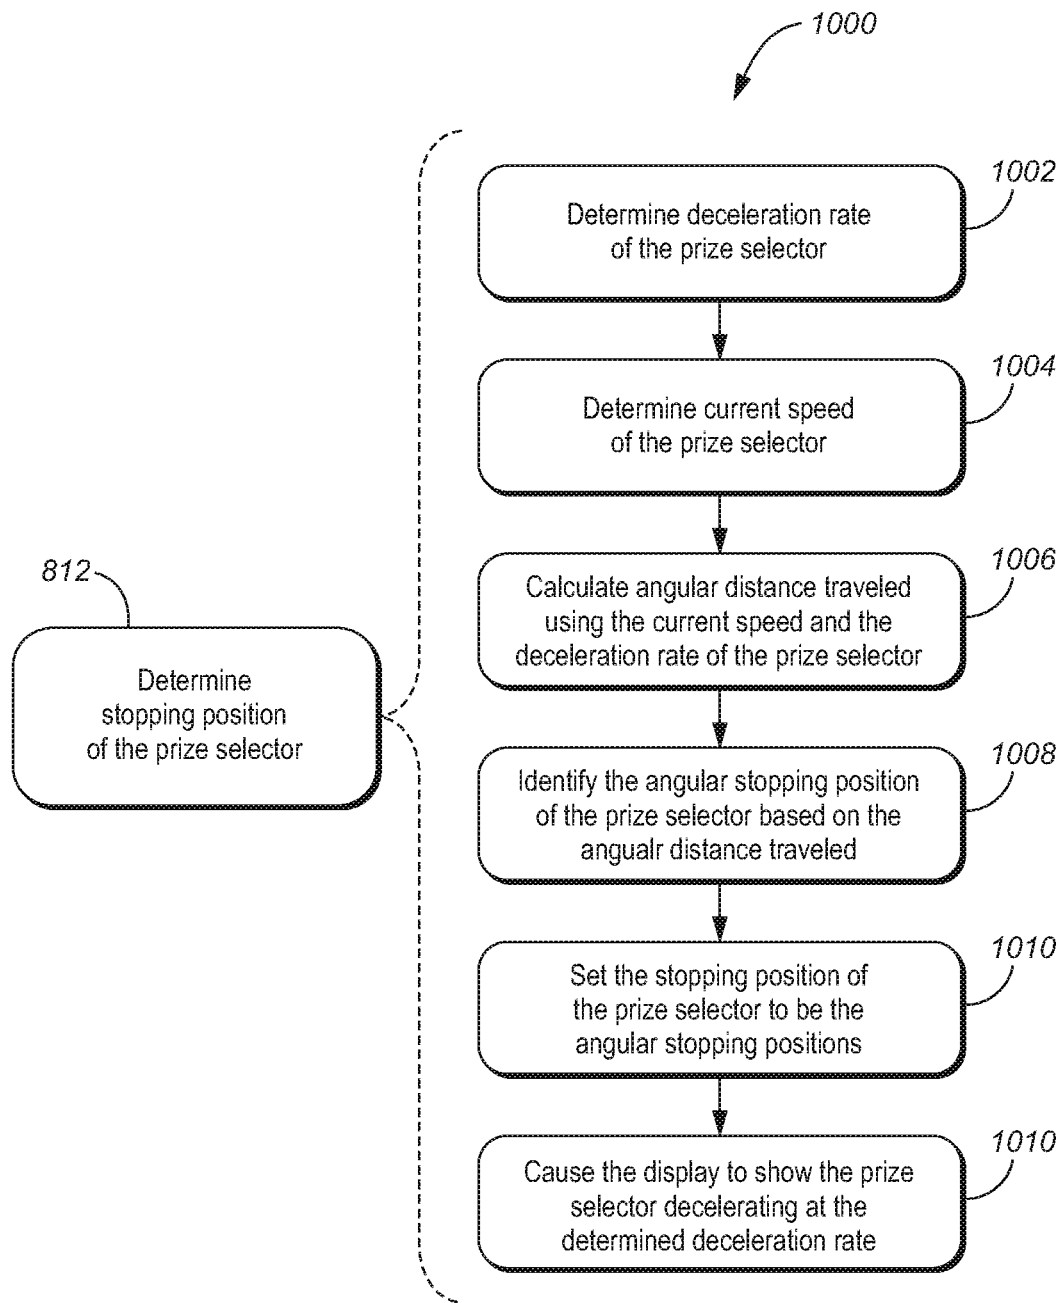 1000
1002
Determine deceleration rate
of the prize selector
1004
Determine current speed
of the prize selector
1006
Calculate angular distance traveled
using the current speed and the
deceleration rate of the prize selector
812
Determine
stopping position
of the prize selector
1008
Identify the angular stopping position
of the prize selector based on the
angualr distance traveled
1010
Set the stopping position of
the prize selector to be the
angular stopping positions
1010
Cause the display to show the prize
selector decelerating at the
determined deceleration rate